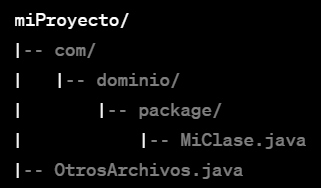 miProyecto/
|-- com/
|   |-- dominio/
|       |-- package/
|           |-- MiClase.java
|-- OtrosArchivos.java